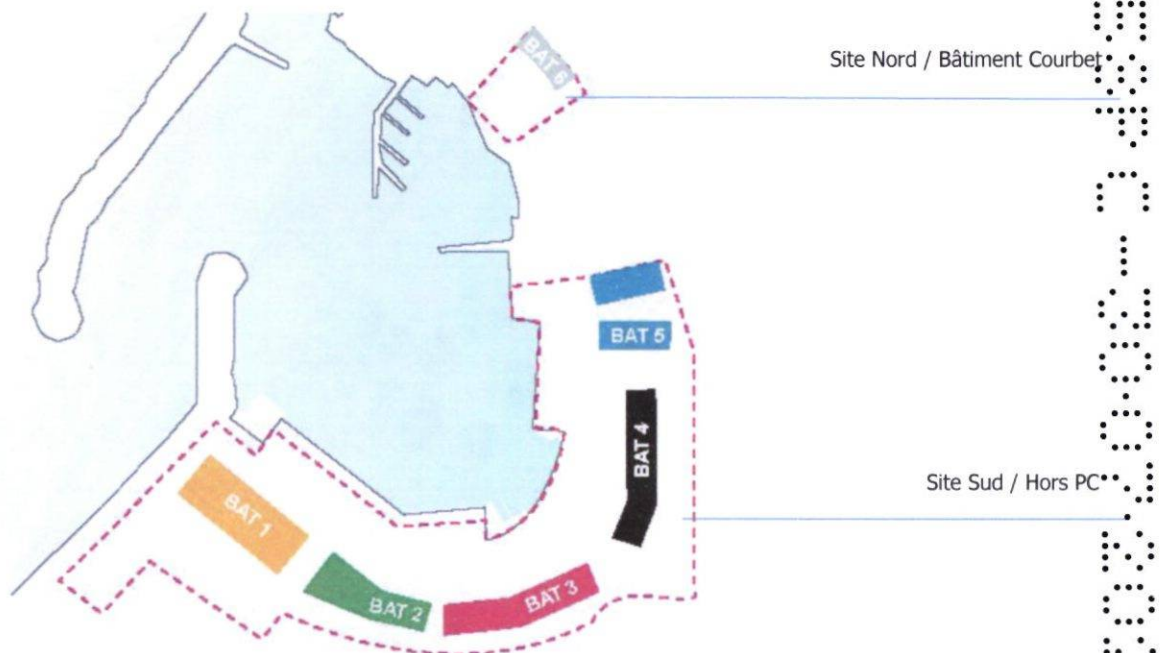 BAT 6
Site Nord / Bâtiment Courbet
BAT 5
BAT 4
Site Sud / Hors PC
BAT 1
BAT 2
BAT 3